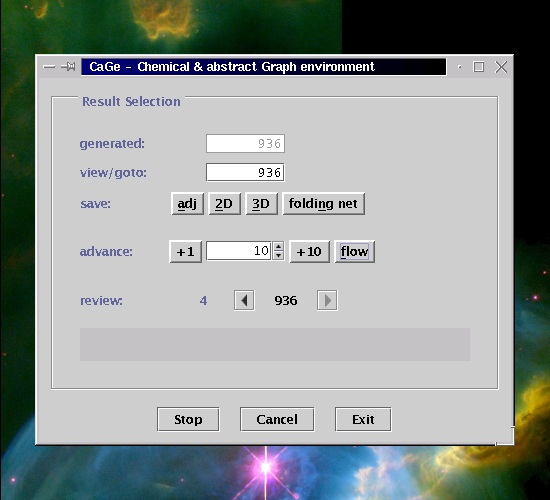 CaGe - Chemical & abstract Graph environment
Result Selection
generated: 936
view/goto: 936
save: adj 2D 3D folding net
advance: +1 10 +10 flow
review: 4 936
Stop Cancel Exit